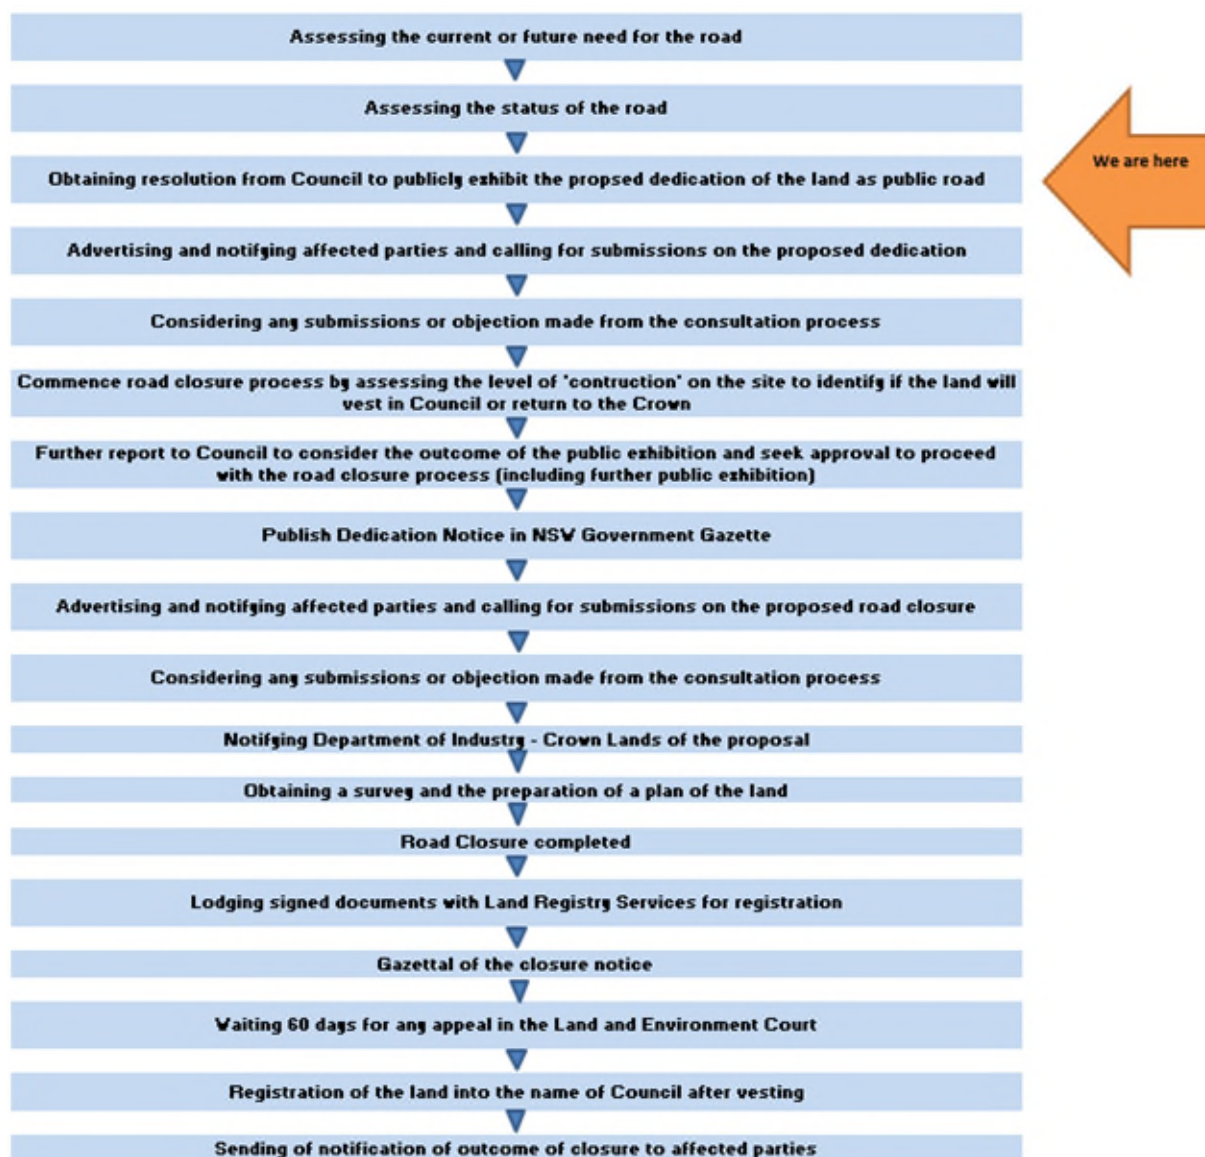 Assessing the current or future need for the road
Assessing the status of the road
We are here
Obtaining resolution from Council to publicly exhibit the propsed dedication of the land as public road
Advertising and notifying affected parties and calling for submissions on the proposed dedication
Considering any submissions or objection made from the consultation process
Commence road closure process by assessing the level of 'contruction' on the site to identify if the land will
vest in Council or return to the Crown
Further report to Council to consider the outcome of the public exhibition and seek approval to proceed
with the road closure process (including further public exhibition)
Publish Dedication Notice in NSW Government Gazette
Advertising and notifying affected parties and calling for submissions on the proposed road closure
Considering any submissions or objection made from the consultation process
Notifying Department of Industry - Crown Lands of the proposal
Obtaining a survey and the preparation of a plan of the land
Road Closure completed
Lodging signed documents with Land Registry Services for registration
Gazettal of the closure notice
Waiting 60 days for any appeal in the Land and Environment Court
Registration of the land into the name of Council after vesting
Sending of notification of outcome of closure to affected parties